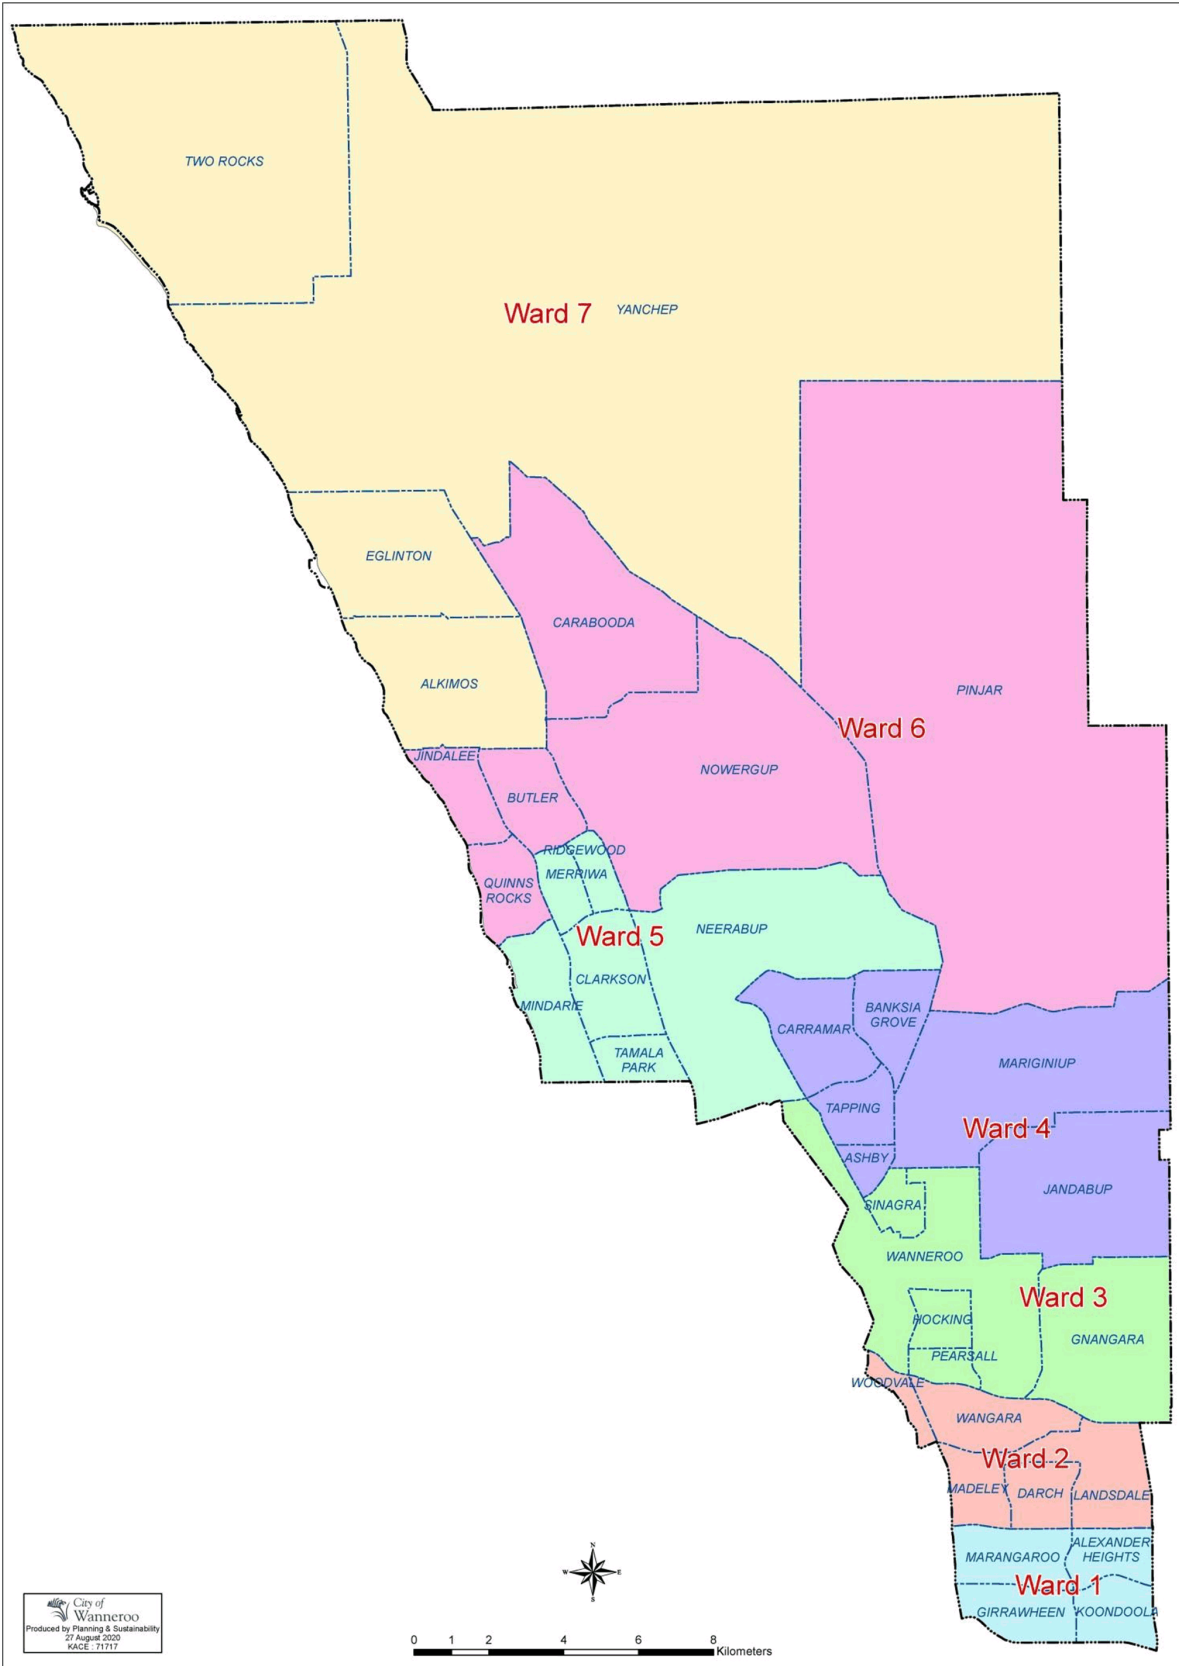 TWO ROCKS
Ward 7
YANCHEP
EGLINTON
CARABOODA
ALKIMOS
PINJAR
Ward 6
JINDALEE
NOWERGUP
BUTLER
RIDGEWOOD
MERRIWA
QUINNS
ROCKS
NEERABUP
Ward 5
CLARKSON
MINDARIE
TAMALA
PARK
BANKSIA
GROVE
CARRAMAR
MARIGINIUP
TAPPING
Ward 4
ASHBY
JANDABUP
SINAGRA
WANNEROO
Ward 3
HOCKING
GNANGARA
PEARSALL
WOODVALE
WANGARA
Ward 2
MADELEY
DARCH
LANDSDALE
ALEXANDER
HEIGHTS
MARANGAROO
Ward 1
GIRRAWHEEN
KOONDOOLA
N
W
E
S
City of
Wanneroo
Produced by Planning & Sustainability
27 August 2020
KACE : 71717
0 1 2 4 6 8
Kilometers